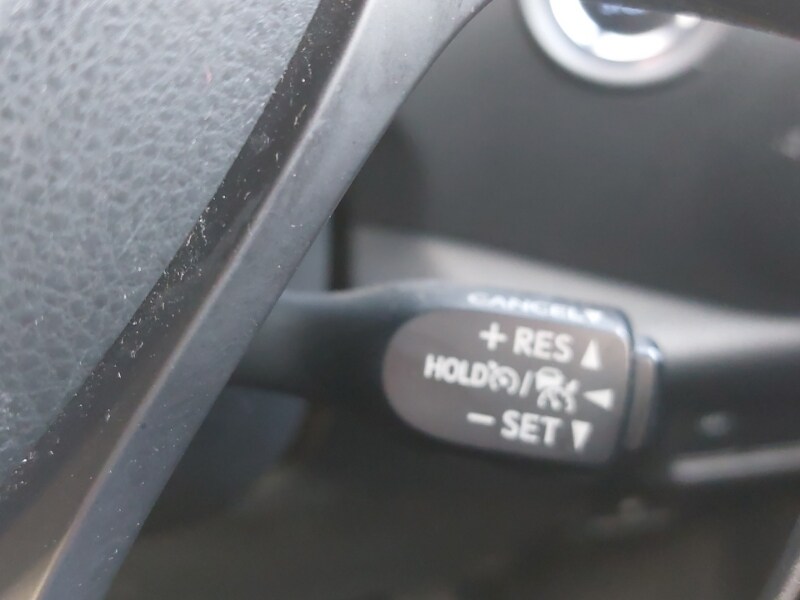 CANCEL
+ RES ▲
HOLD / ◀
− SET ▼